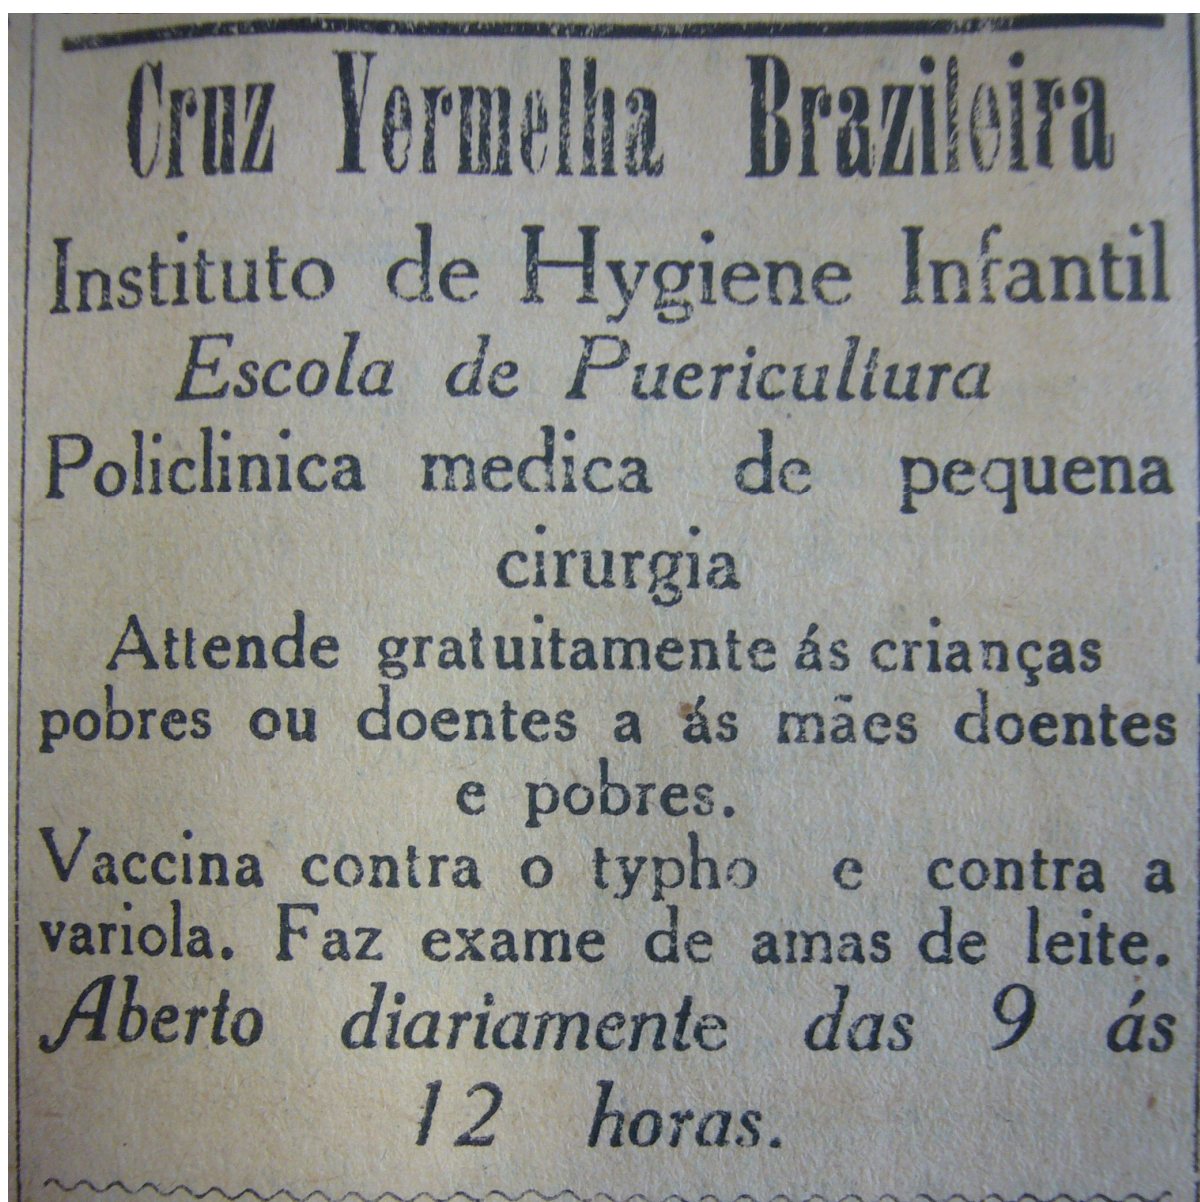 Cruz Vermelha Brazileira
Instituto de Hygiene Infantil
Escola de Puericultura
Policlinica medica de pequena
cirurgia
Attende gratuitamente ás crianças
pobres ou doentes a ás mães doentes
e pobres.
Vaccina contra o typho e contra a
variola. Faz exame de amas de leite.
Aberto diariamente das 9 ás
12 horas.